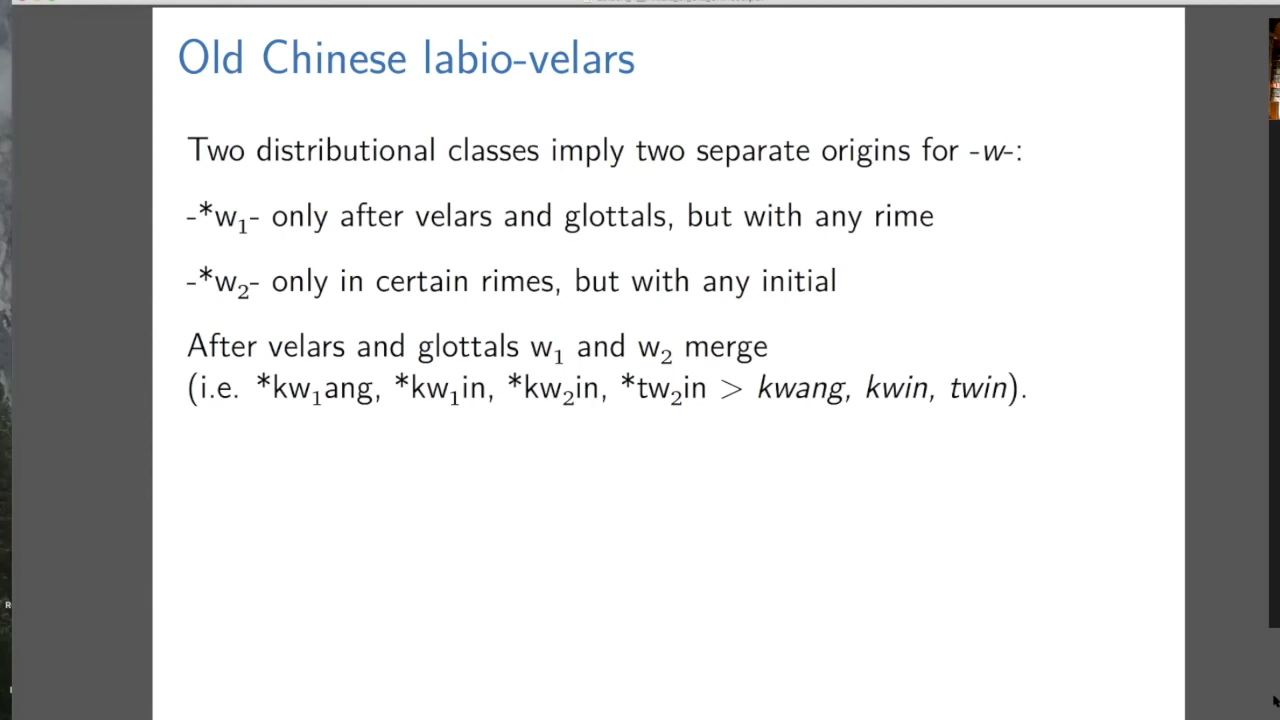 Old Chinese labio-velars
Two distributional classes imply two separate origins for -w-:
-*w₁- only after velars and glottals, but with any rime
-*w₂- only in certain rimes, but with any initial
After velars and glottals w₁ and w₂ merge
(i.e. *kw₁ang, *kw₁in, *kw₂in, *tw₂in > kwang, kwin, twin).